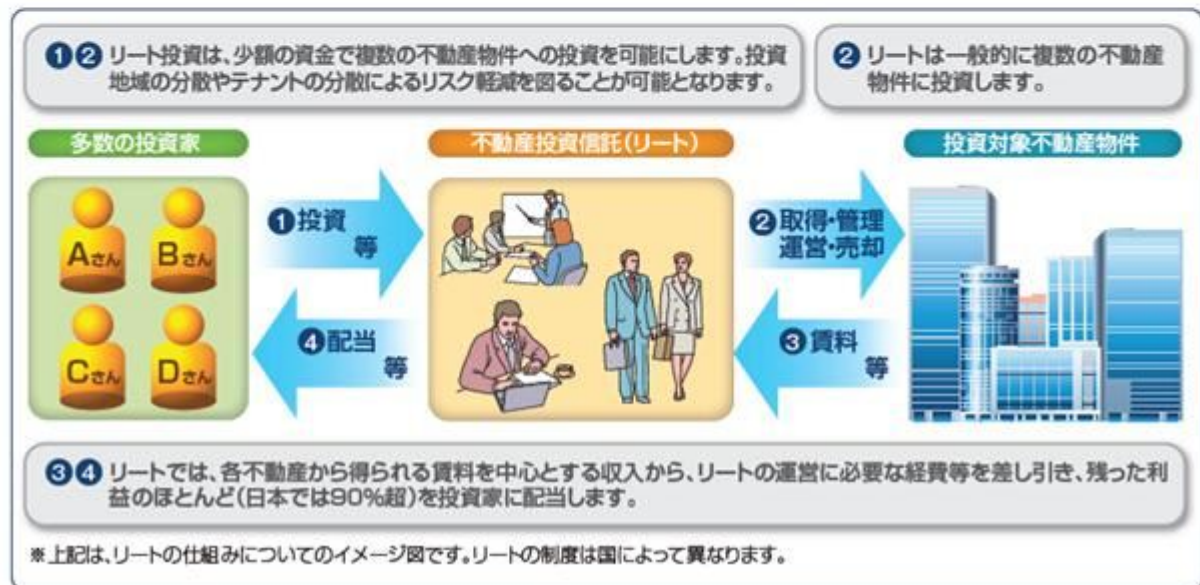 ❶❷ リート投資は、少額の資金で複数の不動産物件への投資を可能にします。投資
地域の分散やテナントの分散によるリスク軽減を図ることが可能となります。
❷ リートは一般的に複数の不動産
物件に投資します。
多数の投資家
不動産投資信託(リート)
投資対象不動産物件
Aさん
Bさん
Cさん
Dさん
❶投資
等
❷取得・管理
運営・売却
❹配当
等
❸賃料
等
❸❹ リートでは、各不動産から得られる賃料を中心とする収入から、リートの運営に必要な経費等を差し引き、残った利
益のほとんど(日本では90%超)を投資家に配当します。
※上記は、リートの仕組みについてのイメージ図です。リートの制度は国によって異なります。